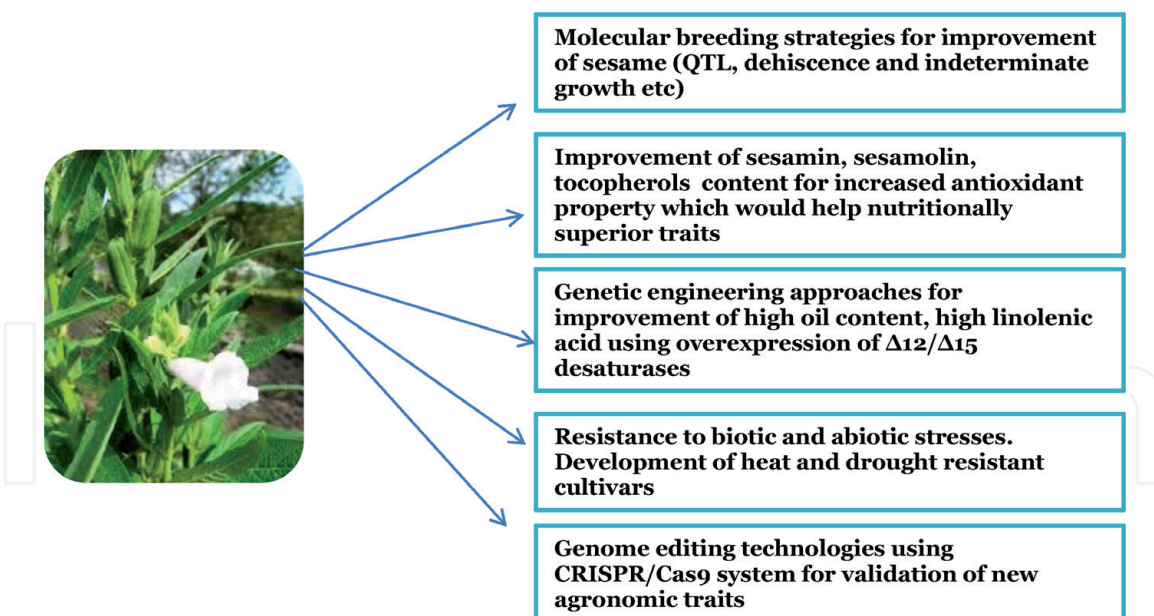 Molecular breeding strategies for improvement
of sesame (QTL, dehiscence and indeterminate
growth etc)
Improvement of sesamin, sesamolin,
tocopherols content for increased antioxidant
property which would help nutritionally
superior traits
Genetic engineering approaches for
improvement of high oil content, high linolenic
acid using overexpression of Δ12/Δ15
desaturases
Resistance to biotic and abiotic stresses.
Development of heat and drought resistant
cultivars
Genome editing technologies using
CRISPR/Cas9 system for validation of new
agronomic traits